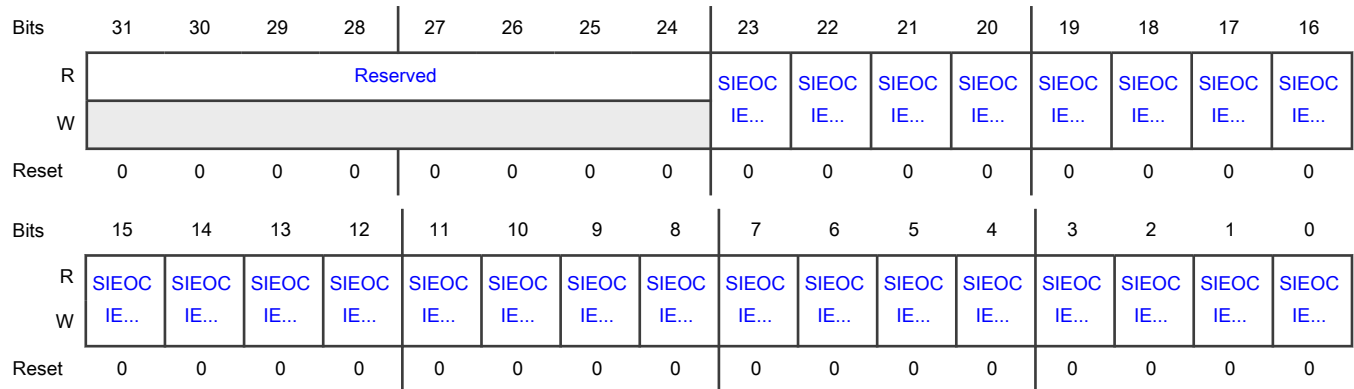 Bits 31 30 29 28 27 26 25 24 23 22 21 20 19 18 17 16
R Reserved SIEOC SIEOC SIEOC SIEOC SIEOC SIEOC SIEOC SIEOC
W IE... IE... IE... IE... IE... IE... IE... IE...
Reset 0 0 0 0 0 0 0 0 0 0 0 0 0 0 0 0
Bits 15 14 13 12 11 10 9 8 7 6 5 4 3 2 1 0
R SIEOC SIEOC SIEOC SIEOC SIEOC SIEOC SIEOC SIEOC SIEOC SIEOC SIEOC SIEOC SIEOC SIEOC SIEOC SIEOC
W IE... IE... IE... IE... IE... IE... IE... IE... IE... IE... IE... IE... IE... IE... IE... IE...
Reset 0 0 0 0 0 0 0 0 0 0 0 0 0 0 0 0